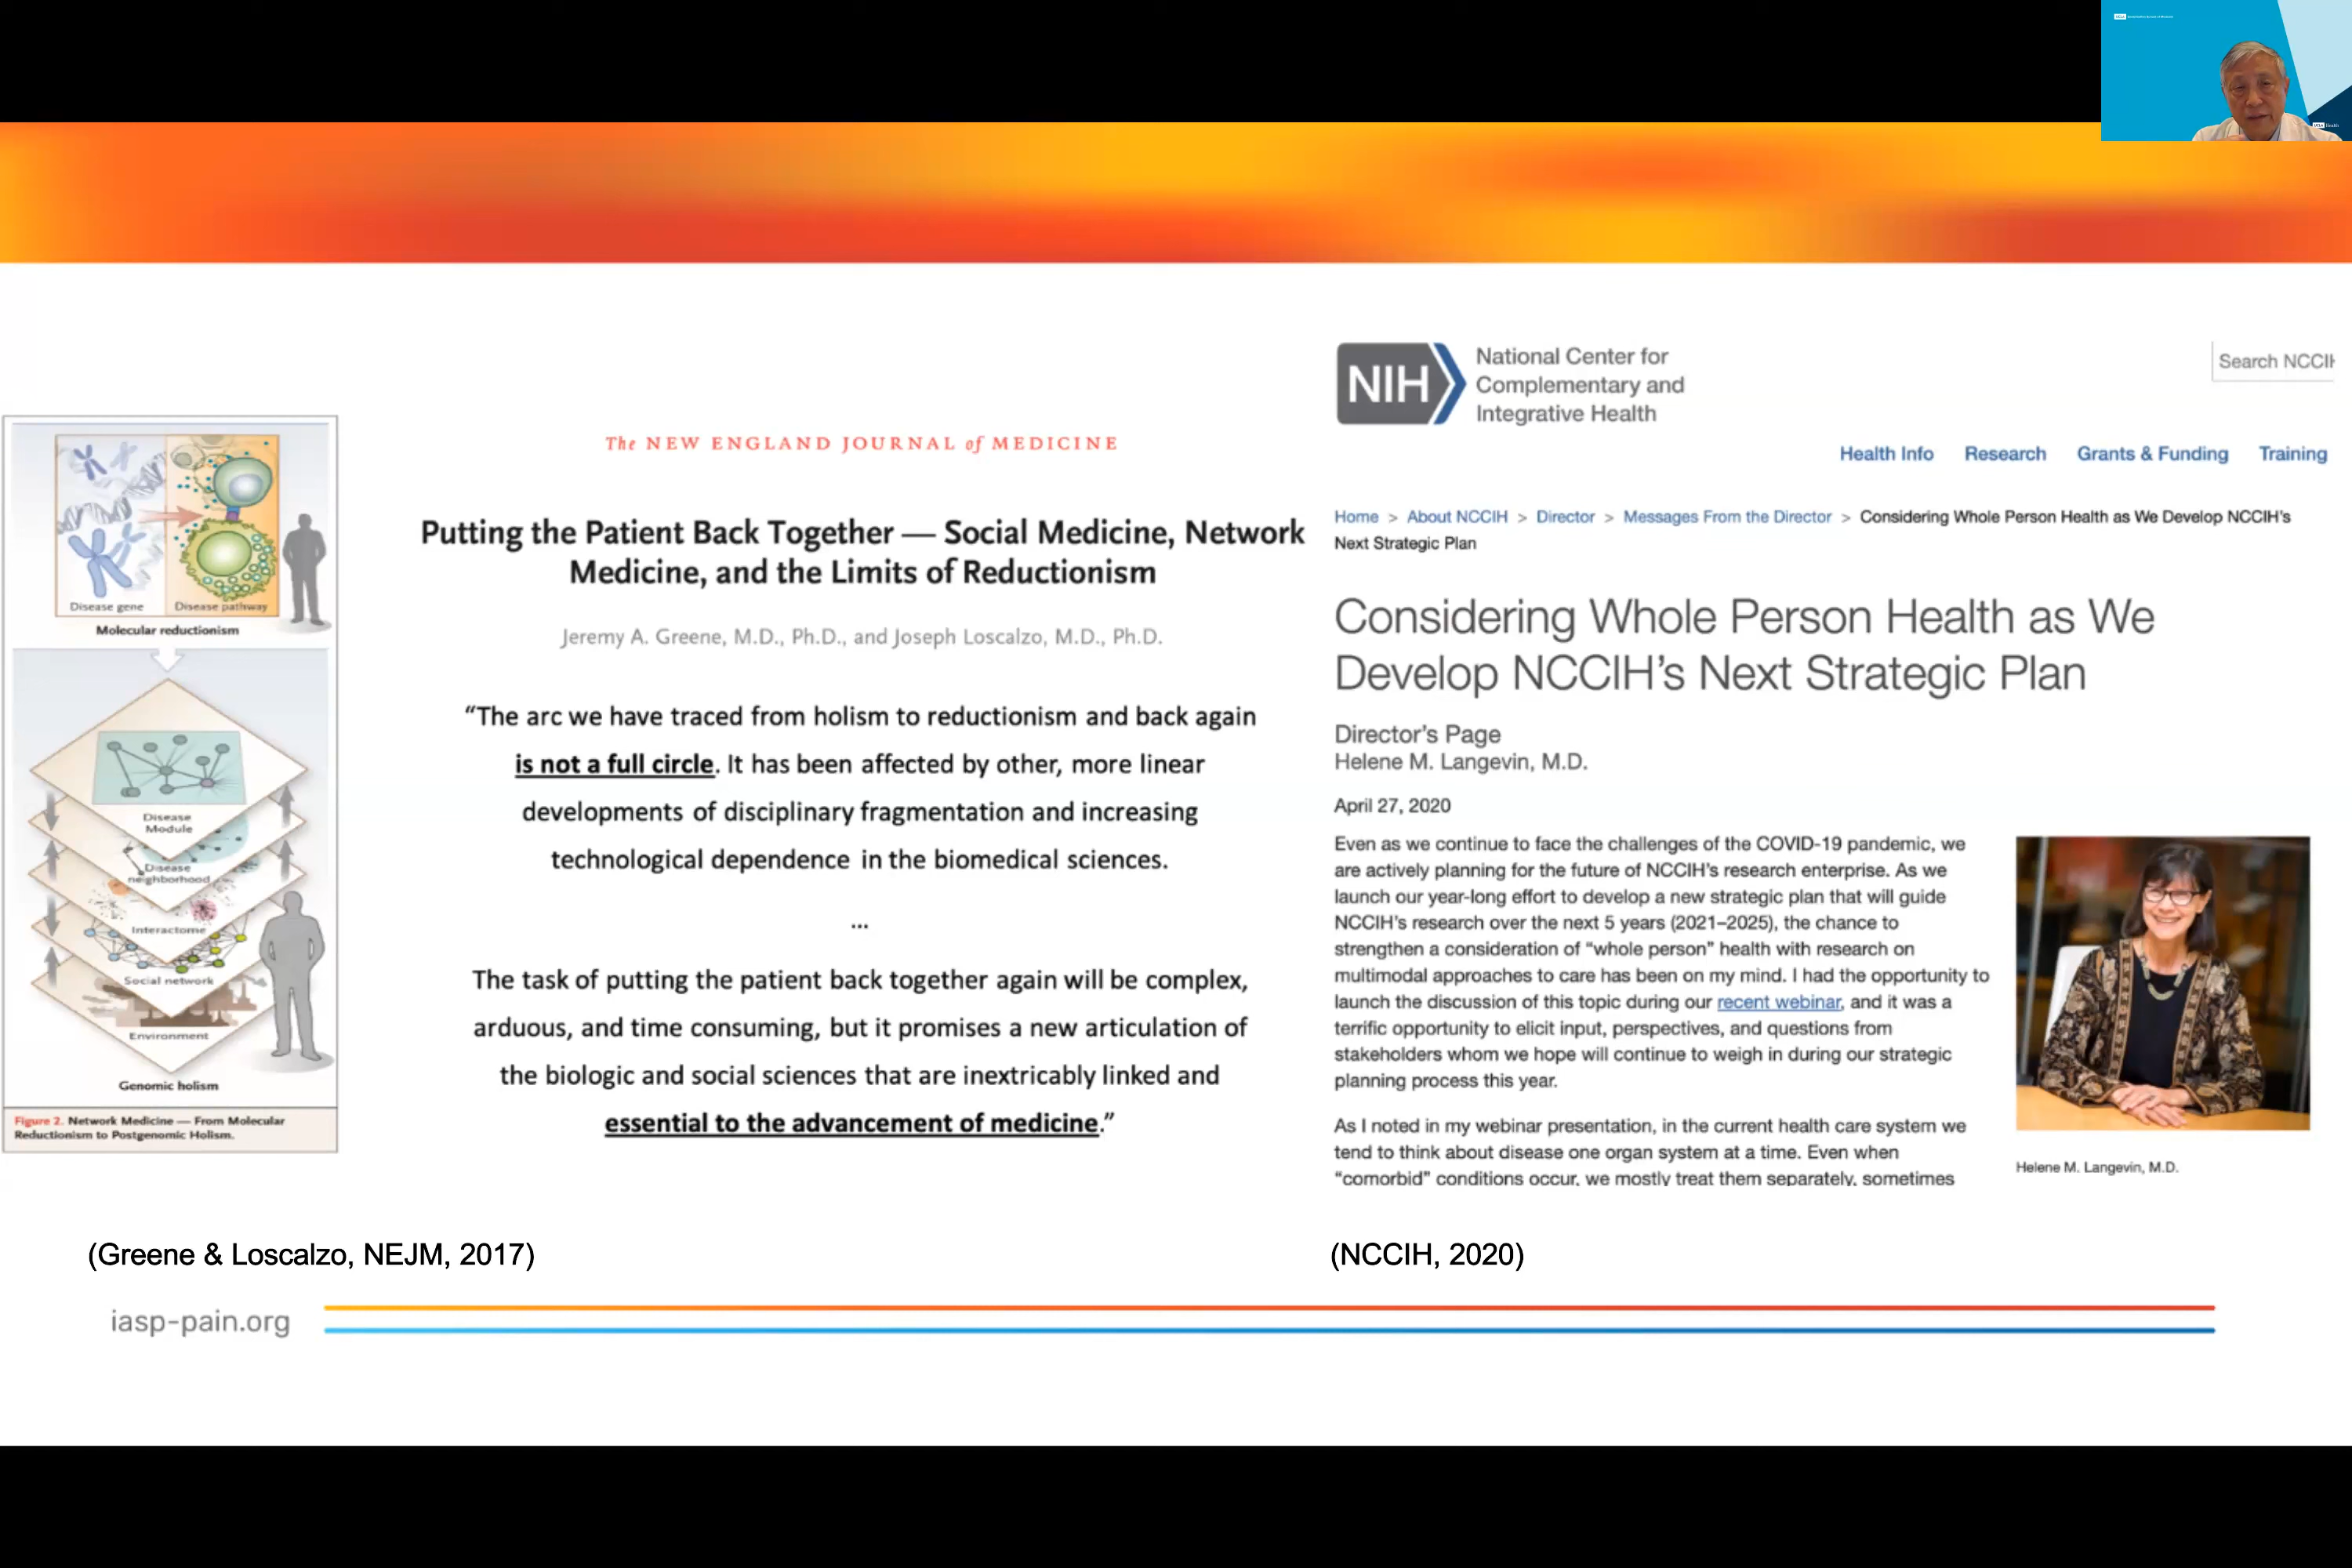 UCLA
UCLA Health
Disease gene
Disease pathway
Molecular reductionism
Disease
Module
Disease
neighborhood
Interactome
Social network
Environment
Genomic holism
Figure 2. Network Medicine — From Molecular
Reductionism to Postgenomic Holism.
The NEW ENGLAND JOURNAL of MEDICINE
Putting the Patient Back Together — Social Medicine, Network
Medicine, and the Limits of Reductionism
Jeremy A. Greene, M.D., Ph.D., and Joseph Loscalzo, M.D., Ph.D.
“The arc we have traced from holism to reductionism and back again
is not a full circle. It has been affected by other, more linear
developments of disciplinary fragmentation and increasing
technological dependence in the biomedical sciences.
...
The task of putting the patient back together again will be complex,
arduous, and time consuming, but it promises a new articulation of
the biologic and social sciences that are inextricably linked and
essential to the advancement of medicine.”
(Greene & Loscalzo, NEJM, 2017)
NIH
National Center for
Complementary and
Integrative Health
Search NCCIH
Health Info Research Grants & Funding Training
Home > About NCCIH > Director > Messages From the Director > Considering Whole Person Health as We Develop NCCIH’s
Next Strategic Plan
Considering Whole Person Health as We
Develop NCCIH’s Next Strategic Plan
Director’s Page
Helene M. Langevin, M.D.
April 27, 2020
Even as we continue to face the challenges of the COVID-19 pandemic, we
are actively planning for the future of NCCIH’s research enterprise. As we
launch our year-long effort to develop a new strategic plan that will guide
NCCIH’s research over the next 5 years (2021–2025), the chance to
strengthen a consideration of “whole person” health with research on
multimodal approaches to care has been on my mind. I had the opportunity to
launch the discussion of this topic during our recent webinar, and it was a
terrific opportunity to elicit input, perspectives, and questions from
stakeholders whom we hope will continue to weigh in during our strategic
planning process this year.
As I noted in my webinar presentation, in the current health care system we
tend to think about disease one organ system at a time. Even when
“comorbid” conditions occur, we mostly treat them separately, sometimes
Helene M. Langevin, M.D.
(NCCIH, 2020)
iasp-pain.org